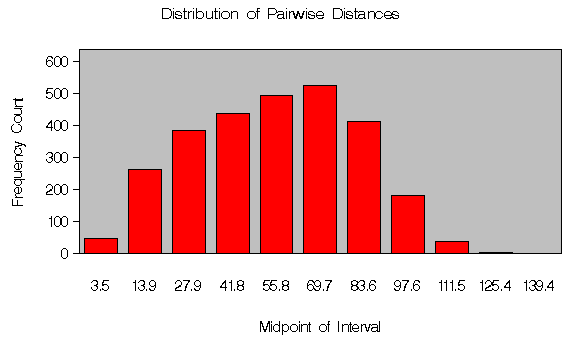 Distribution of Pairwise Distances
Frequency Count
600
500
400
300
200
100
0
3.5 13.9 27.9 41.8 55.8 69.7 83.6 97.6 111.5 125.4 139.4
Midpoint of Interval